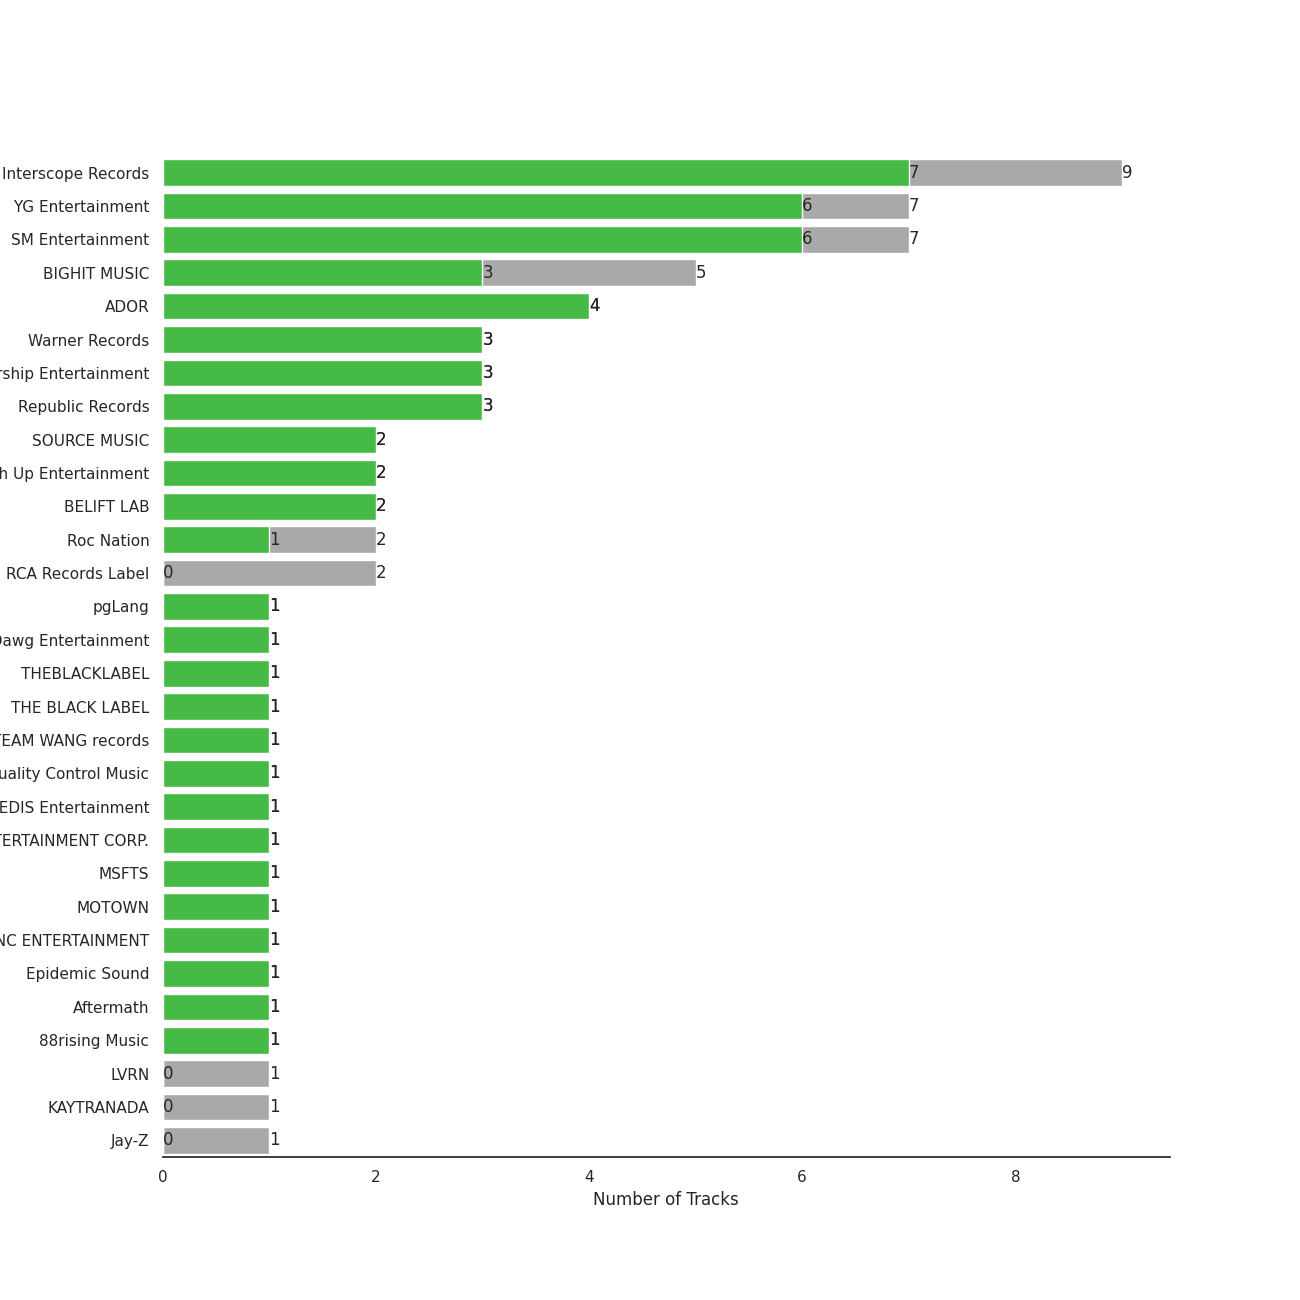 Interscope Records 7 9
YG Entertainment 6 7
SM Entertainment 6 7
BIGHIT MUSIC 3 5
ADOR 4
Warner Records 3
rship Entertainment 3
Republic Records 3
SOURCE MUSIC 2
h Up Entertainment 2
BELIFT LAB 2
Roc Nation 1 2
RCA Records Label 0 2
pgLang 1
Dawg Entertainment 1
THEBLACKLABEL 1
THE BLACK LABEL 1
TEAM WANG records 1
uality Control Music 1
EDIS Entertainment 1
TERTAINMENT CORP. 1
MSFTS 1
MOTOWN 1
NC ENTERTAINMENT 1
Epidemic Sound 1
Aftermath 1
88rising Music 1
LVRN 0 1
KAYTRANADA 0 1
Jay-Z 0 1
0 2 4 6 8
Number of Tracks